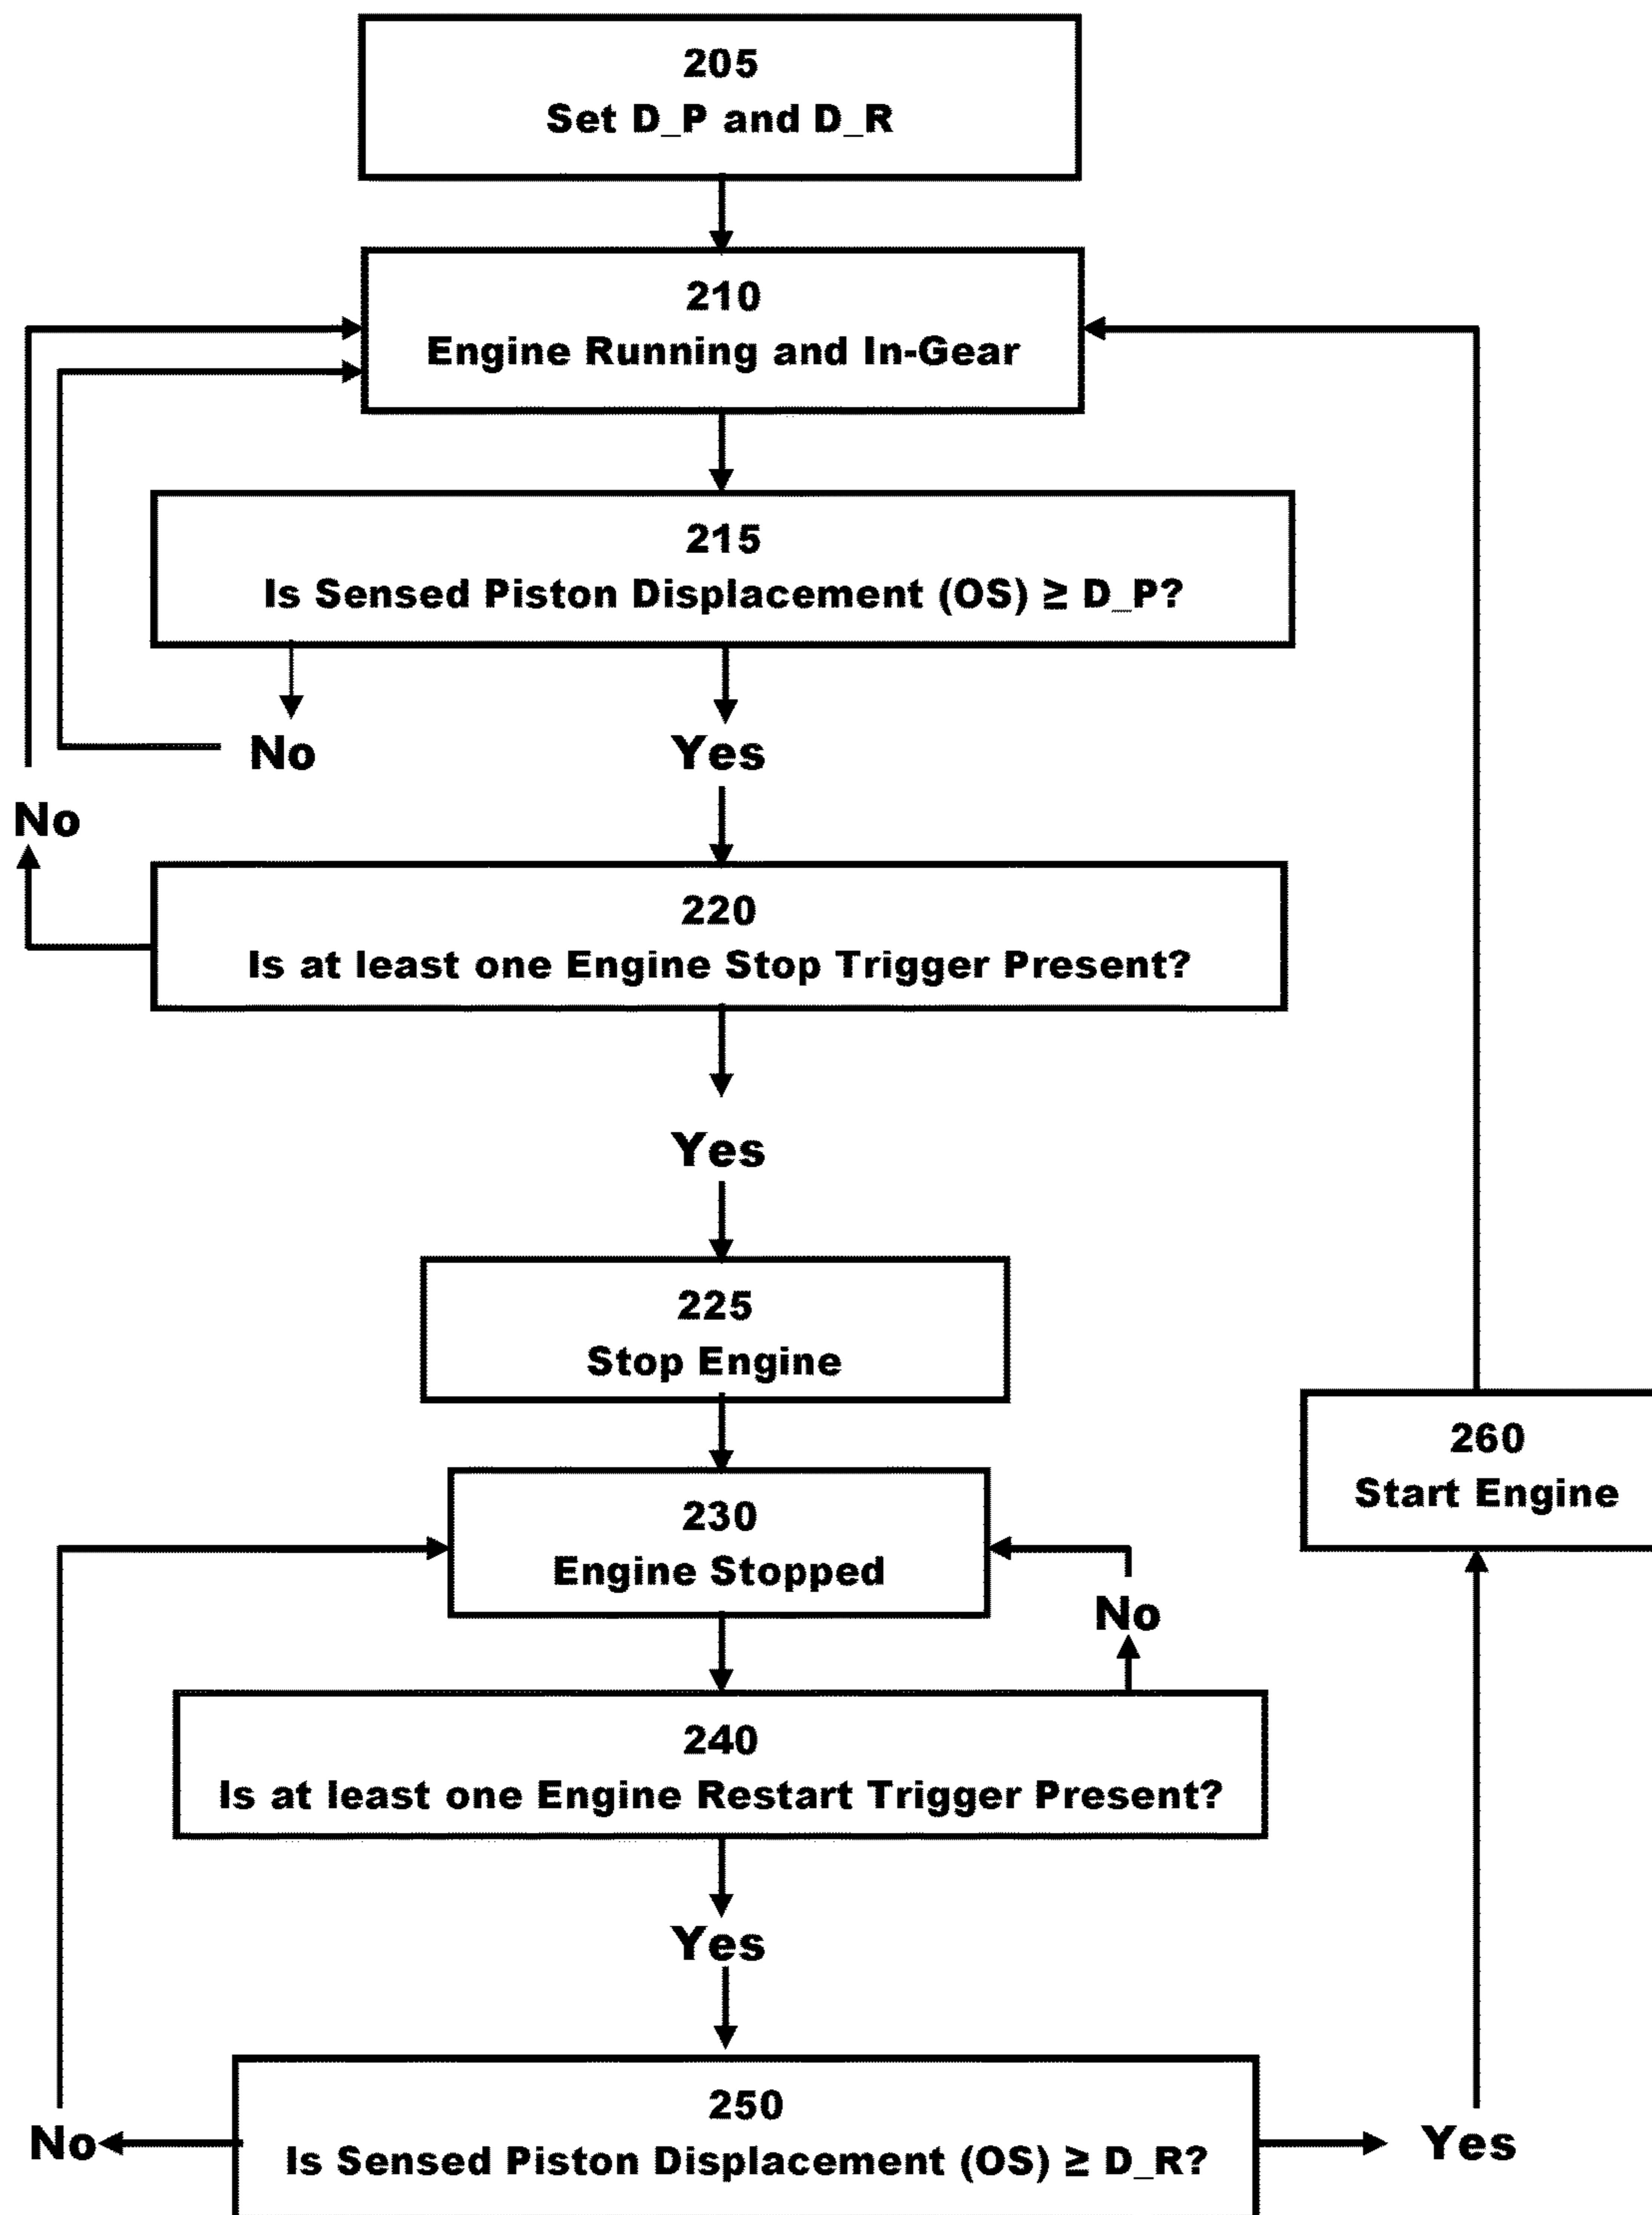 205
Set D_P and D_R
210
Engine Running and In-Gear
215
Is Sensed Piston Displacement (OS) ≥ D_P?
No
Yes
No
220
Is at least one Engine Stop Trigger Present?
Yes
225
Stop Engine
260
Start Engine
230
Engine Stopped
No
240
Is at least one Engine Restart Trigger Present?
Yes
250
Is Sensed Piston Displacement (OS) ≥ D_R?
No
Yes